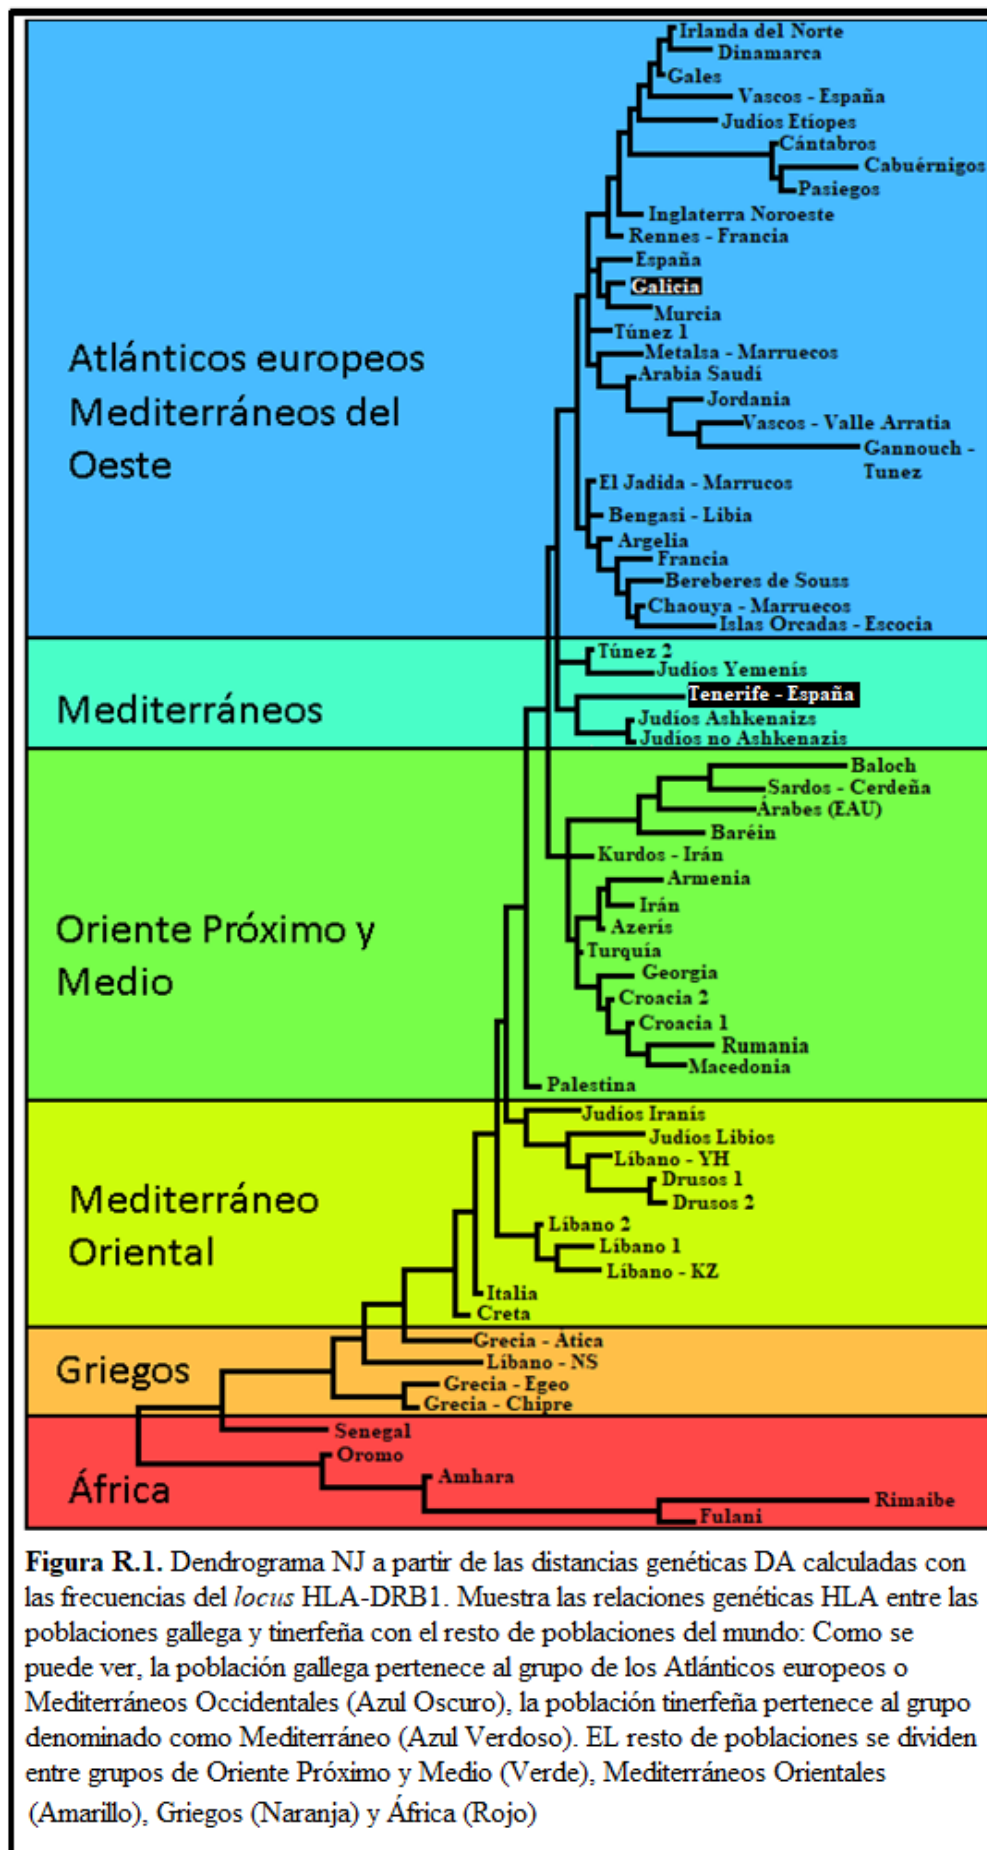 Irlanda del Norte
Dinamarca
Gales
Vascos - España
Judíos Etíopes
Cántabros
Cabuérnigos
Pasiegos
Inglaterra Noroeste
Rennes - Francia
España
Galicia
Murcia
Túnez 1
Metalsa - Marruecos
Arabia Saudí
Jordania
Vascos - Valle Arratia
Gannouch -
Tunez
El Jadida - Marrucos
Bengasi - Libia
Argelia
Francia
Bereberes de Souss
Chaouya - Marruecos
Islas Orcadas - Escocia
Atlánticos europeos
Mediterráneos del
Oeste
Túnez 2
Judíos Yemenís
Tenerife - España
Judíos Ashkenaizs
Judíos no Ashkenazis
Mediterráneos
Baloch
Sardos - Cerdeña
Árabes (EAU)
Baréin
Kurdos - Irán
Armenia
Irán
Azerís
Turquía
Georgia
Croacia 2
Croacia 1
Rumania
Macedonia
Palestina
Oriente Próximo y
Medio
Judíos Iranís
Judíos Libios
Líbano - YH
Drusos 1
Drusos 2
Líbano 2
Líbano 1
Líbano - KZ
Italia
Creta
Mediterráneo
Oriental
Grecia - Ática
Líbano - NS
Grecia - Egeo
Grecia - Chipre
Griegos
Senegal
Oromo
Amhara
Rimaibe
Fulani
África
Figura R.1. Dendrograma NJ a partir de las distancias genéticas DA calculadas con
las frecuencias del locus HLA-DRB1. Muestra las relaciones genéticas HLA entre las
poblaciones gallega y tinerfeña con el resto de poblaciones del mundo: Como se
puede ver, la población gallega pertenece al grupo de los Atlánticos europeos o
Mediterráneos Occidentales (Azul Oscuro), la población tinerfeña pertenece al grupo
denominado como Mediterráneo (Azul Verdoso). EL resto de poblaciones se dividen
entre grupos de Oriente Próximo y Medio (Verde), Mediterráneos Orientales
(Amarillo), Griegos (Naranja) y África (Rojo)